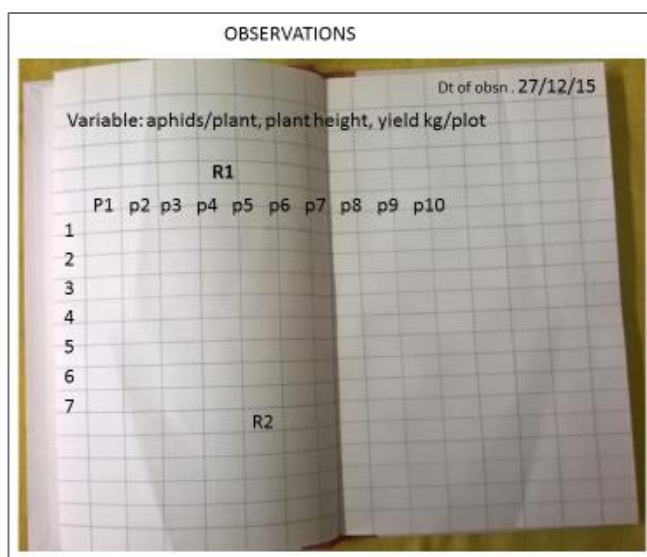 OBSERVATIONS
Dt of obsn . 27/12/15
Variable: aphids/plant, plant height, yield kg/plot
R1
P1 p2 p3 p4 p5 p6 p7 p8 p9 p10
1
2
3
4
5
6
7
R2